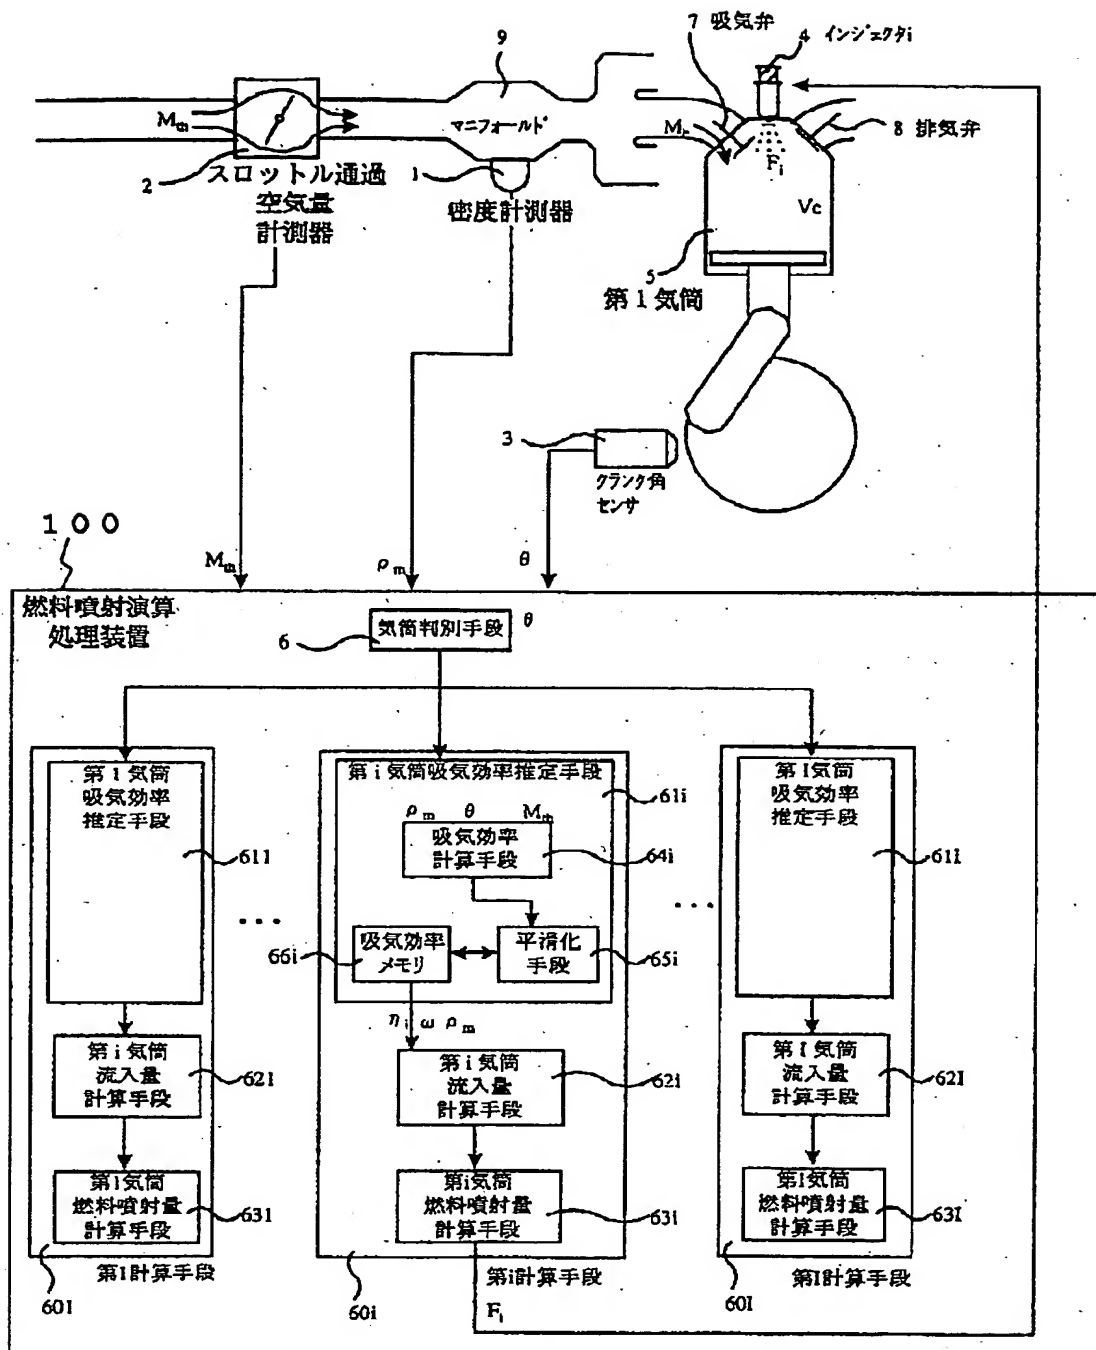 9
7 吸気弁
4 インジェクタi
M_th
マニフォールド
M_i
F_i
8 排気弁
2
スロットル通過
空気量
計測器
1
密度計測器
Vc
5
第1気筒
3
クランク角
センサ
100
M_th
ρ_m
θ
燃料噴射演算
処理装置
6
気筒判別手段
θ
第1気筒
吸気効率
推定手段
611
第i気筒吸気効率推定手段
61i
ρ_m θ M_th
吸気効率
計算手段
64i
吸気効率
メモリ
66i
平滑化
手段
65i
第I気筒
吸気効率
推定手段
61I
...
...
η_i ω ρ_m
第i気筒
流入量
計算手段
621
第i気筒
流入量
計算手段
62i
第I気筒
流入量
計算手段
62I
第1気筒
燃料噴射量
計算手段
631
第i気筒
燃料噴射量
計算手段
63i
第I気筒
燃料噴射量
計算手段
63I
第1計算手段
601
第i計算手段
60i
第I計算手段
60I
F_i